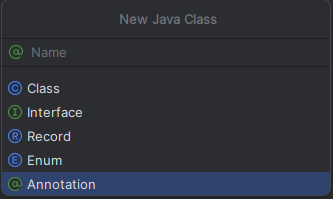 New Java Class
@ Name
C Class
I Interface
R Record
E Enum
@ Annotation